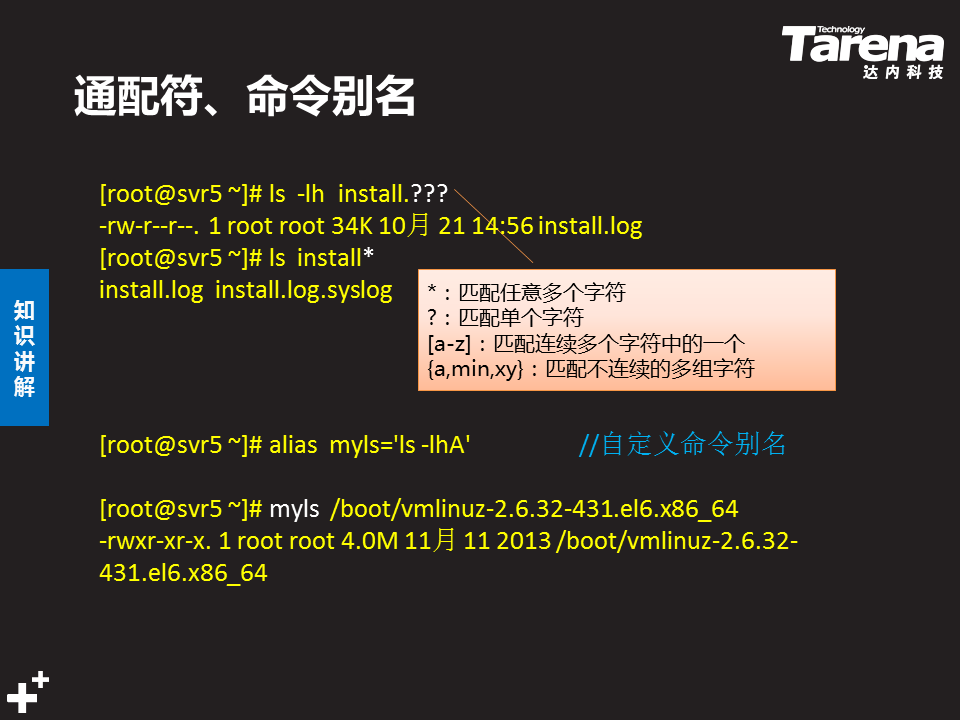 Technology
Tarena
达内科技
通配符、命令别名
[root@svr5 ~]# ls -lh install.???
-rw-r--r--. 1 root root 34K 10月 21 14:56 install.log
[root@svr5 ~]# ls install*
install.log install.log.syslog
*：匹配任意多个字符
?：匹配单个字符
[a-z]：匹配连续多个字符中的一个
{a,min,xy}：匹配不连续的多组字符
知识讲解
[root@svr5 ~]# alias myls='ls -lhA' //自定义命令别名
[root@svr5 ~]# myls /boot/vmlinuz-2.6.32-431.el6.x86_64
-rwxr-xr-x. 1 root root 4.0M 11月 11 2013 /boot/vmlinuz-2.6.32-
431.el6.x86_64